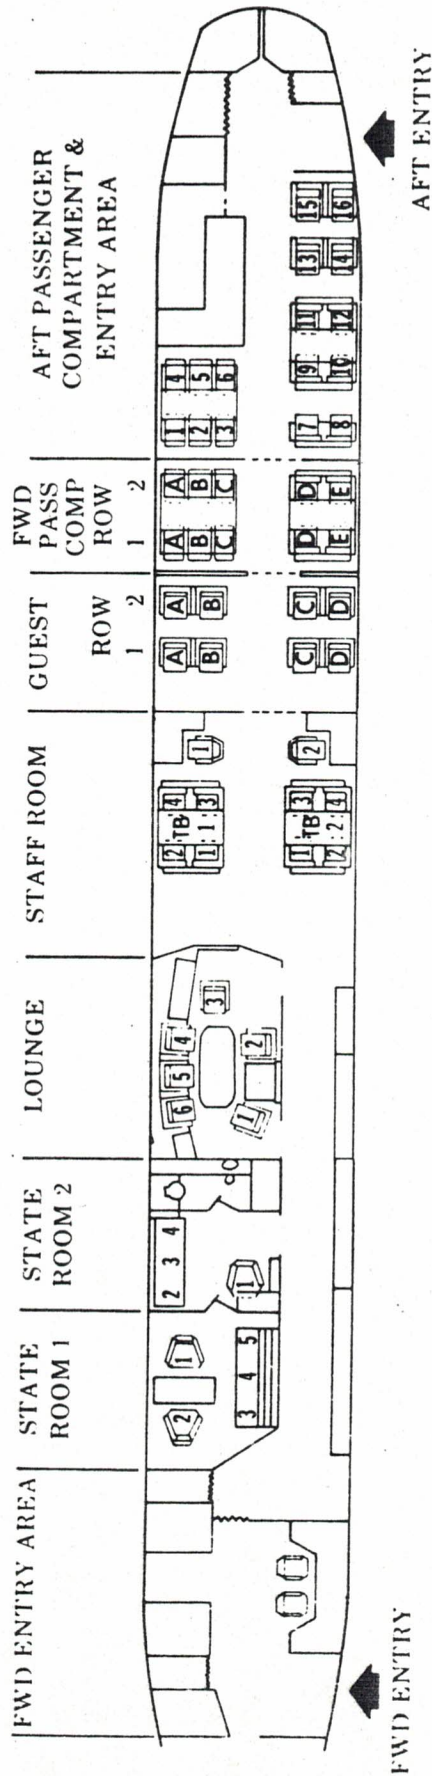 AFT ENTRY
AFT PASSENGER
COMPARTMENT &
ENTRY AREA
15 16
13 14
11 12
9 10
7 8
4 5 6
1 2 3
FWD
PASS
COMP
ROW
1 2
A B C
A B C
D E
D E
GUEST
ROW
1 2
A B
A B
C D
C D
STAFF ROOM
1
2
4 3
TB
1
2 1
3 4
TB
2
1 2
LOUNGE
3
4
5
6
2
1
STATE
ROOM 2
2 3 4
1
STATE
ROOM 1
1
2
3 4 5
FWD ENTRY AREA
FWD ENTRY